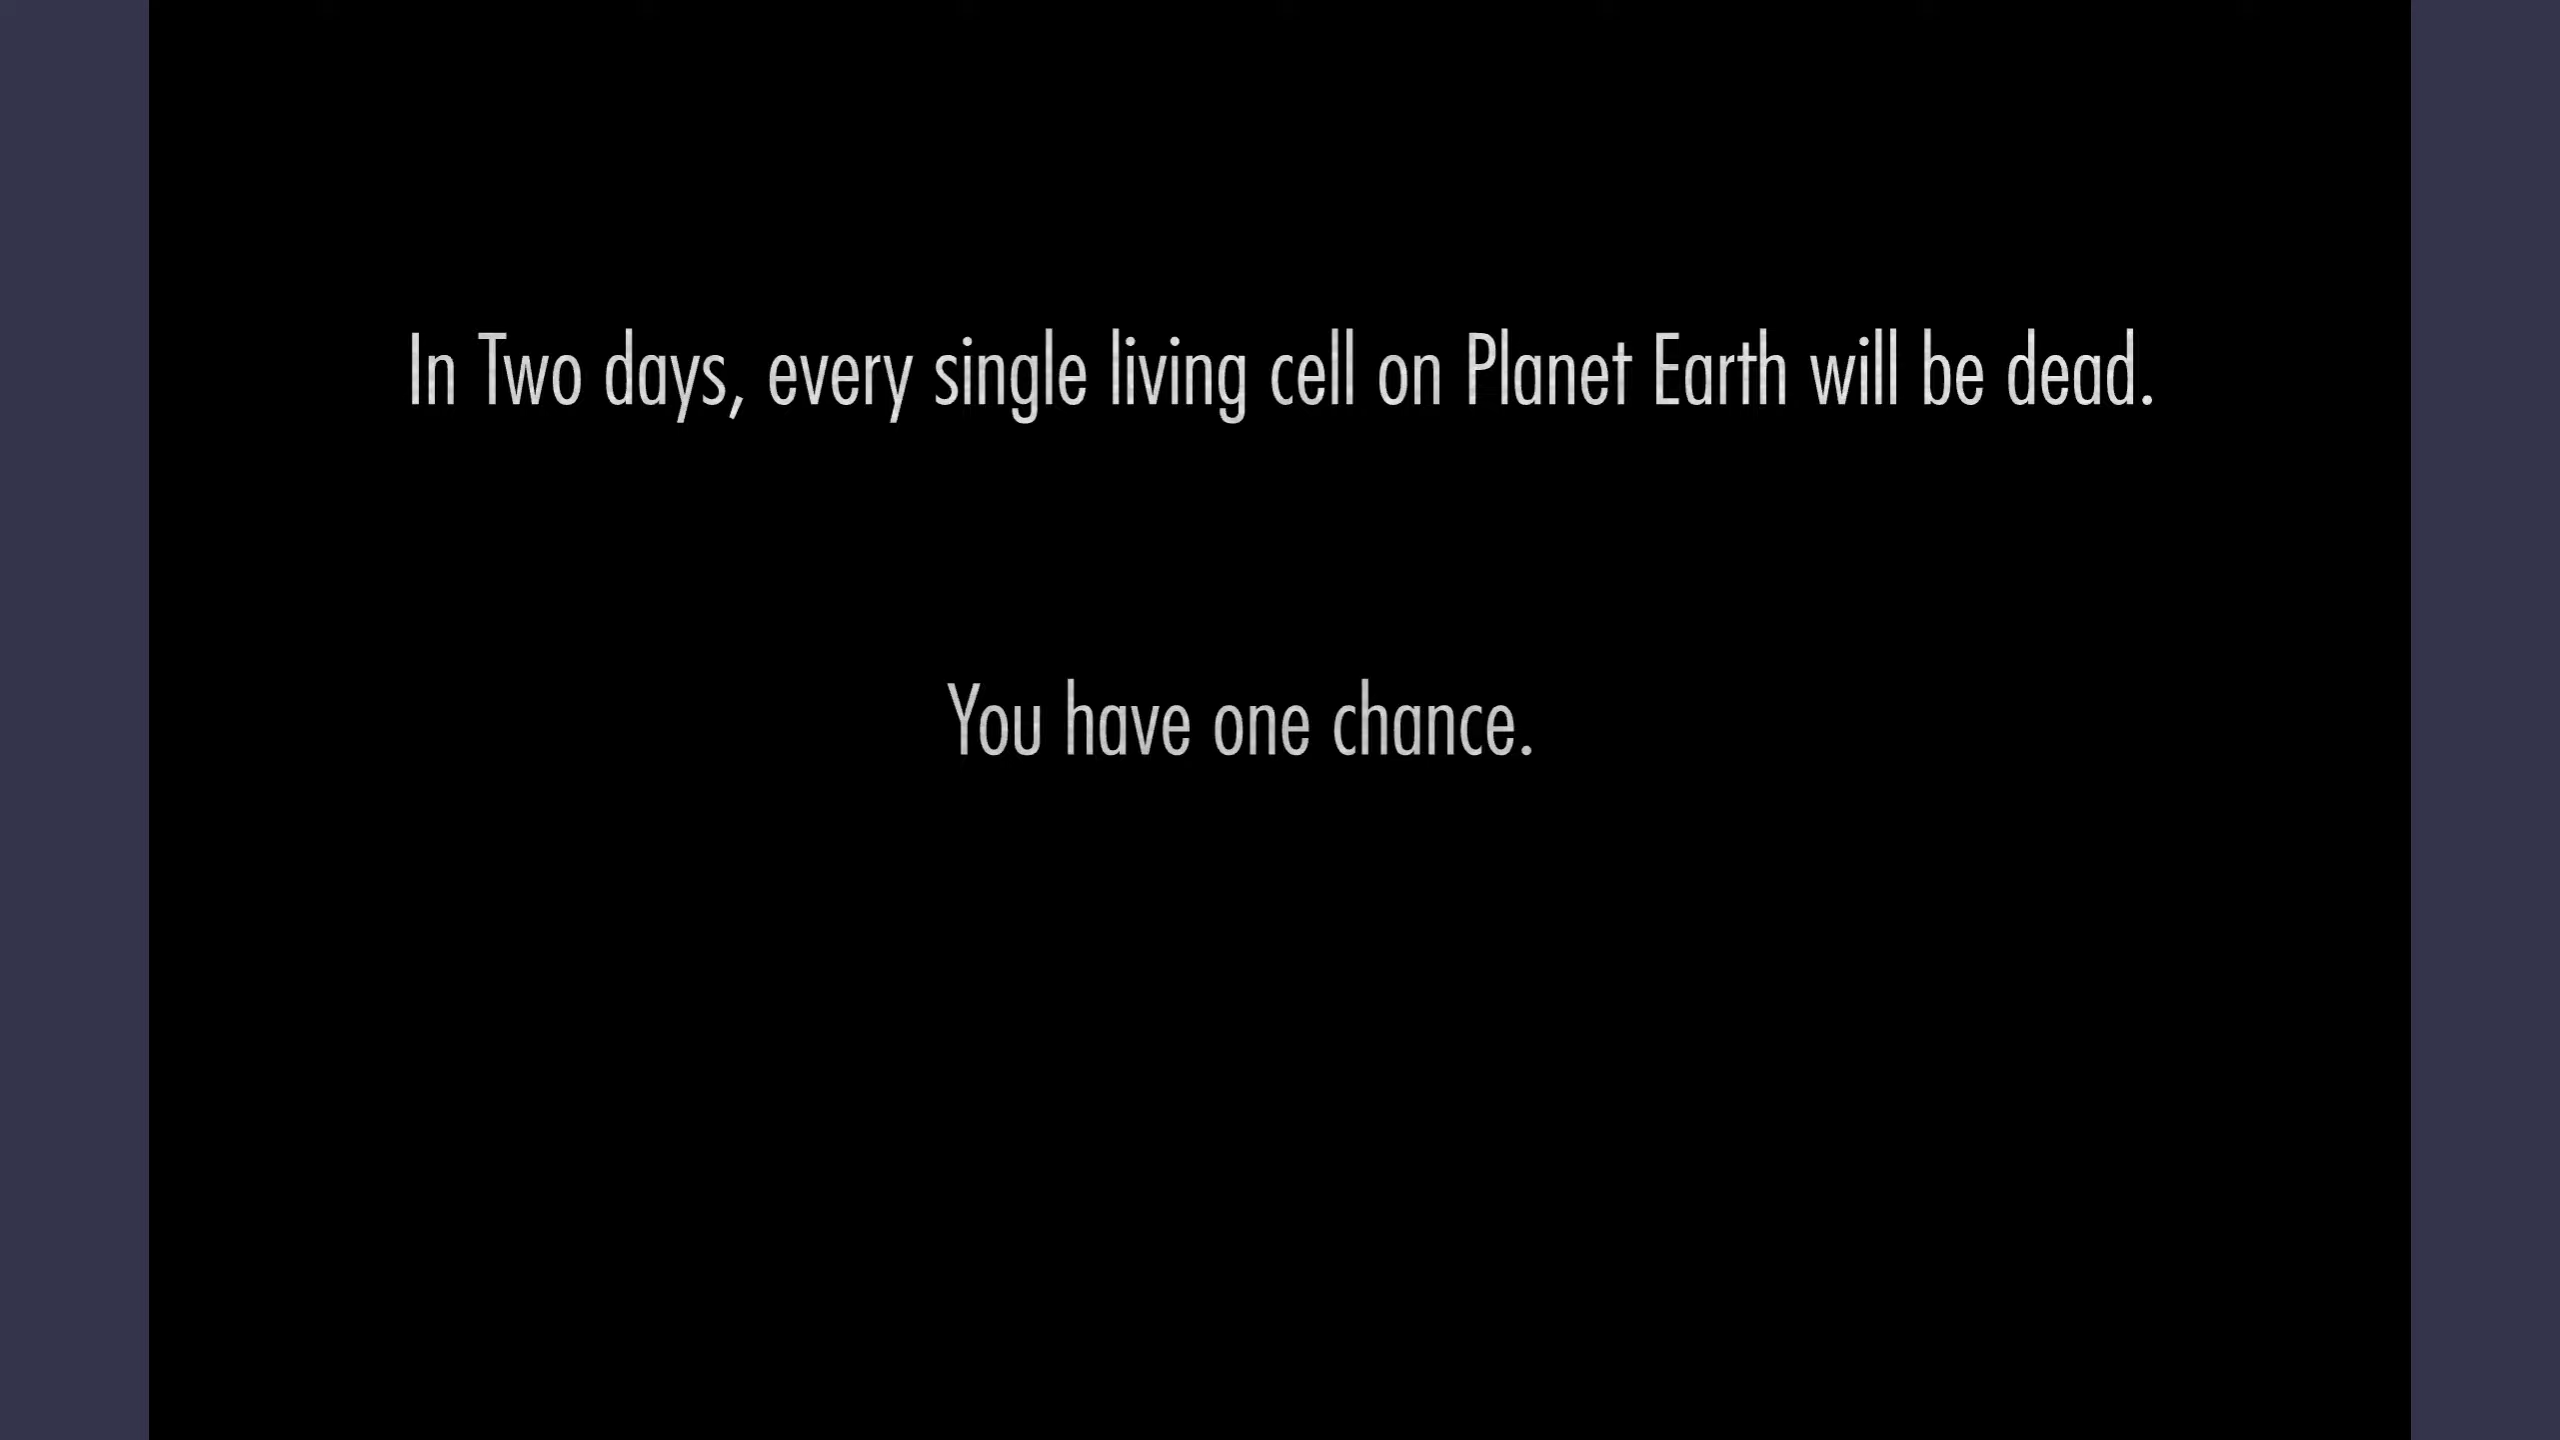 In Two days, every single living cell on Planet Earth will be dead.
You have one chance.